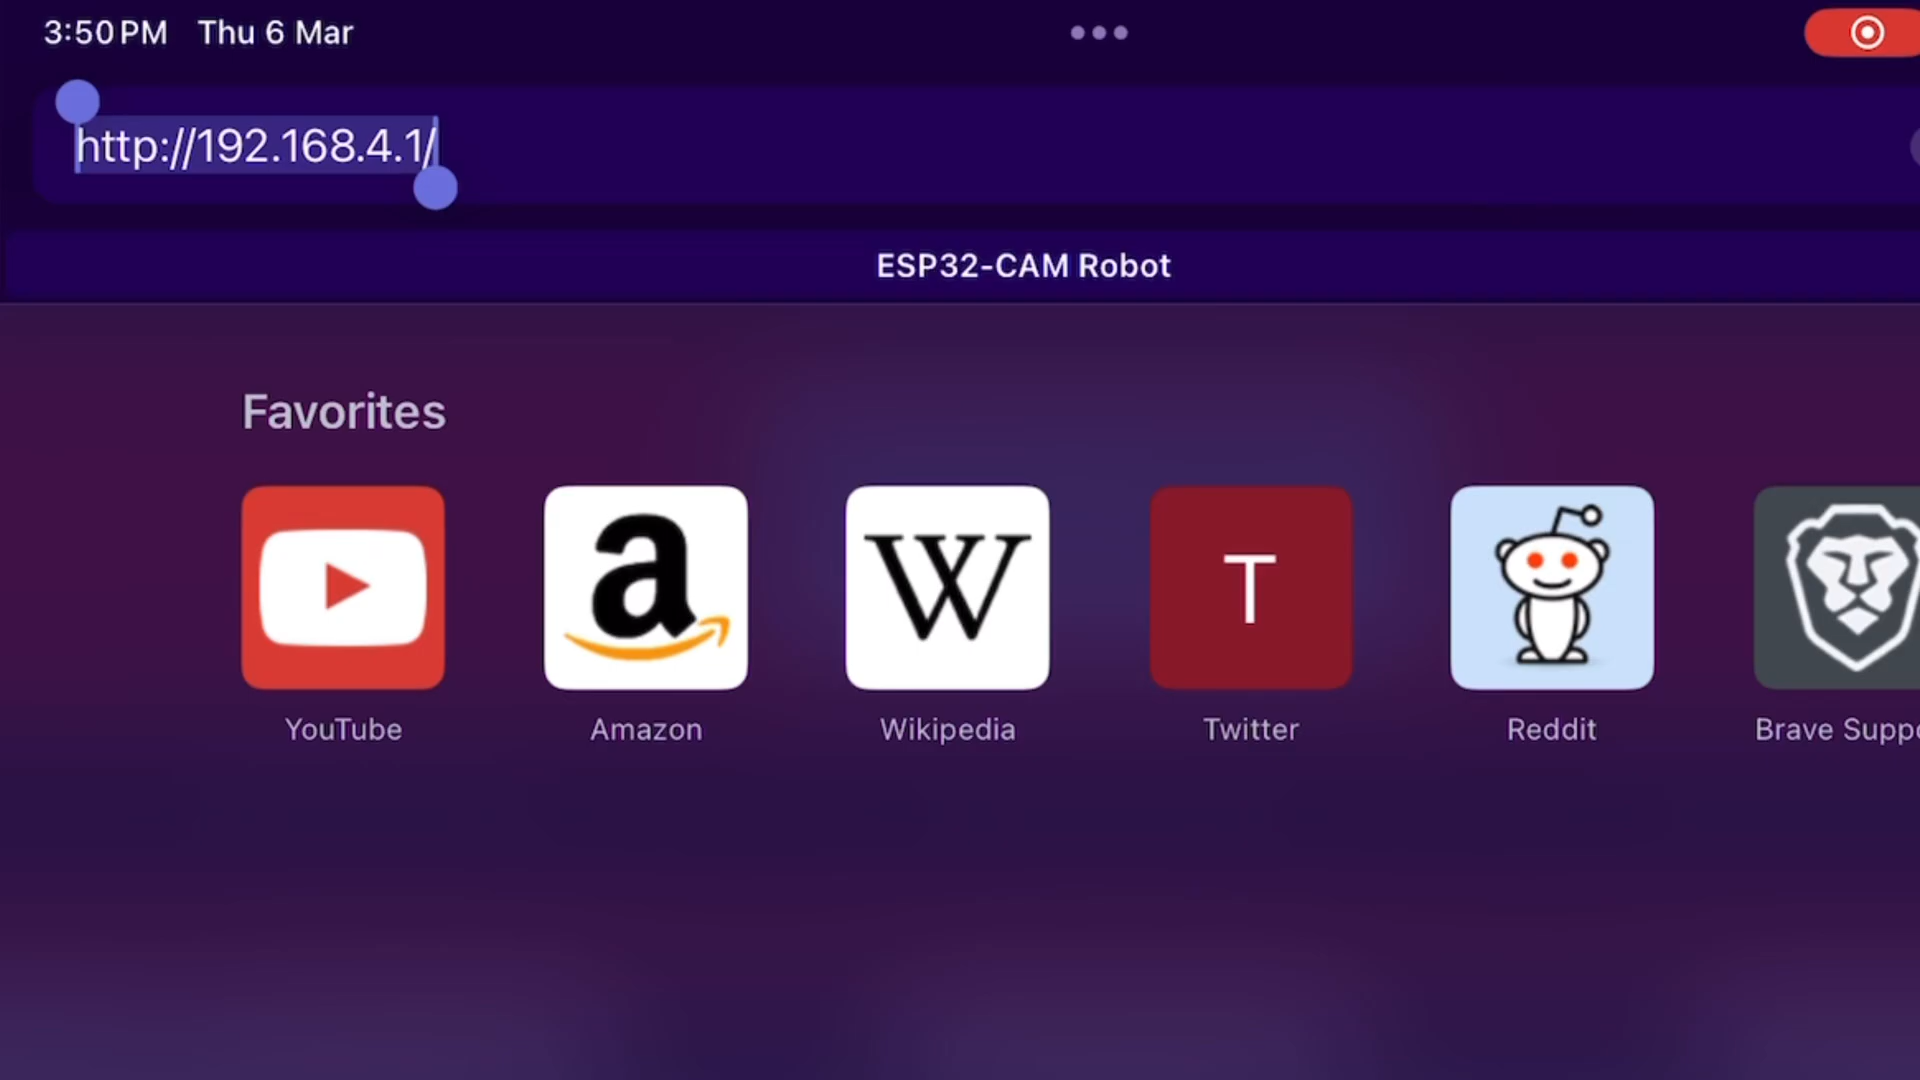 3:50 PM Thu 6 Mar
http://192.168.4.1/
ESP32-CAM Robot
Favorites
a
W
T
YouTube
Amazon
Wikipedia
Twitter
Reddit
Brave